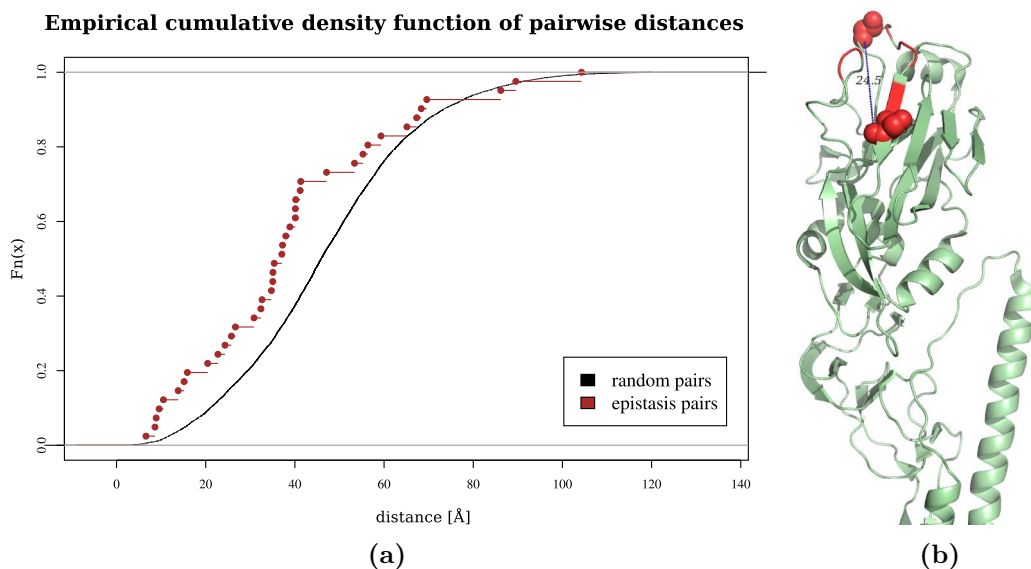 Empirical cumulative density function of pairwise distances
Fn(x)
1.0
0.8
0.6
0.4
0.2
0.0
random pairs
epistasis pairs
0 20 40 60 80 100 120 140
distance [Å]
(a)
24.5
(b)